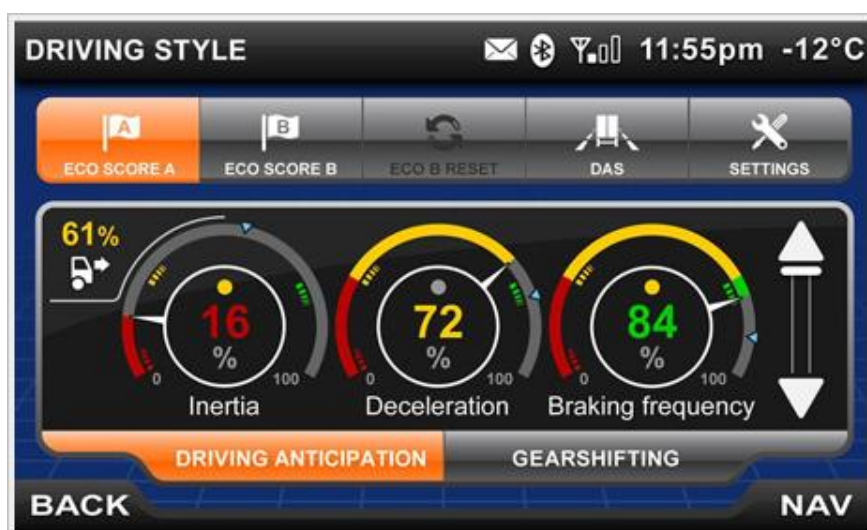 DRIVING STYLE 11:55pm -12°C
A B
ECO SCORE A ECO SCORE B ECO B RESET DAS SETTINGS
61%
16 72 84
% % %
0 100 0 100 0 100
Inertia Deceleration Braking frequency
DRIVING ANTICIPATION GEARSHIFTING
BACK NAV